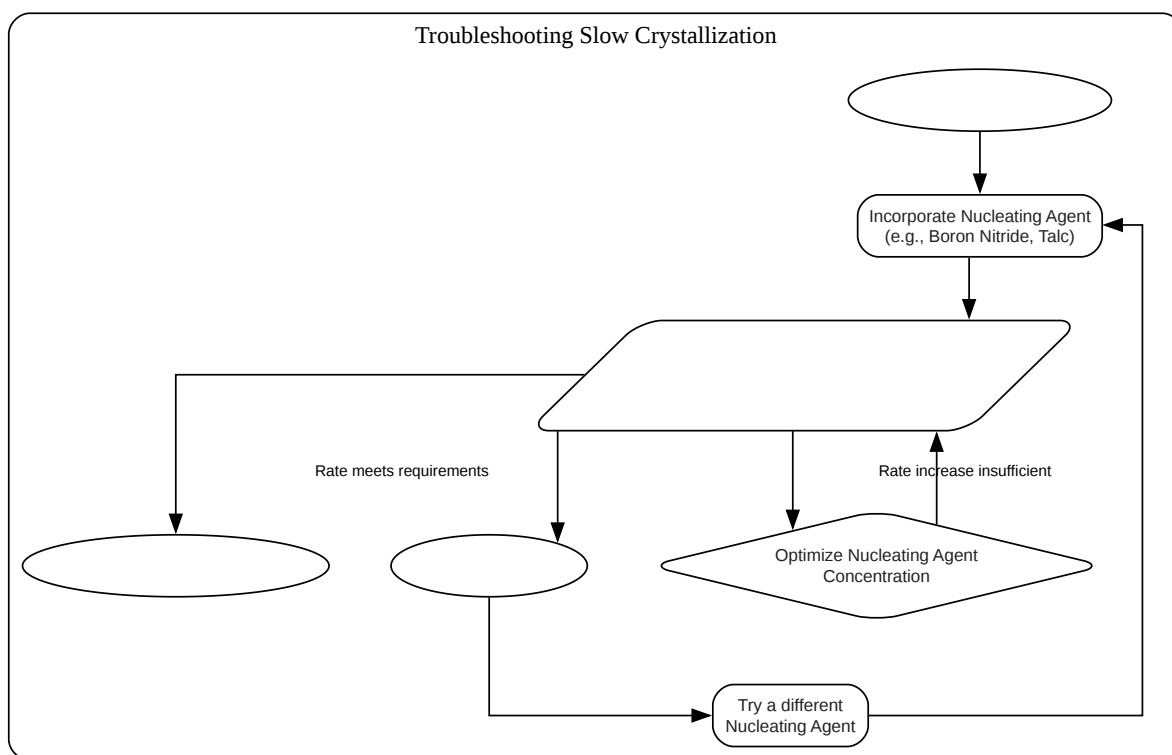 Troubleshooting Slow Crystallization
Incorporate Nucleating Agent
(e.g., Boron Nitride, Talc)
Rate meets requirements
Rate increase insufficient
Optimize Nucleating Agent
Concentration
Try a different
Nucleating Agent